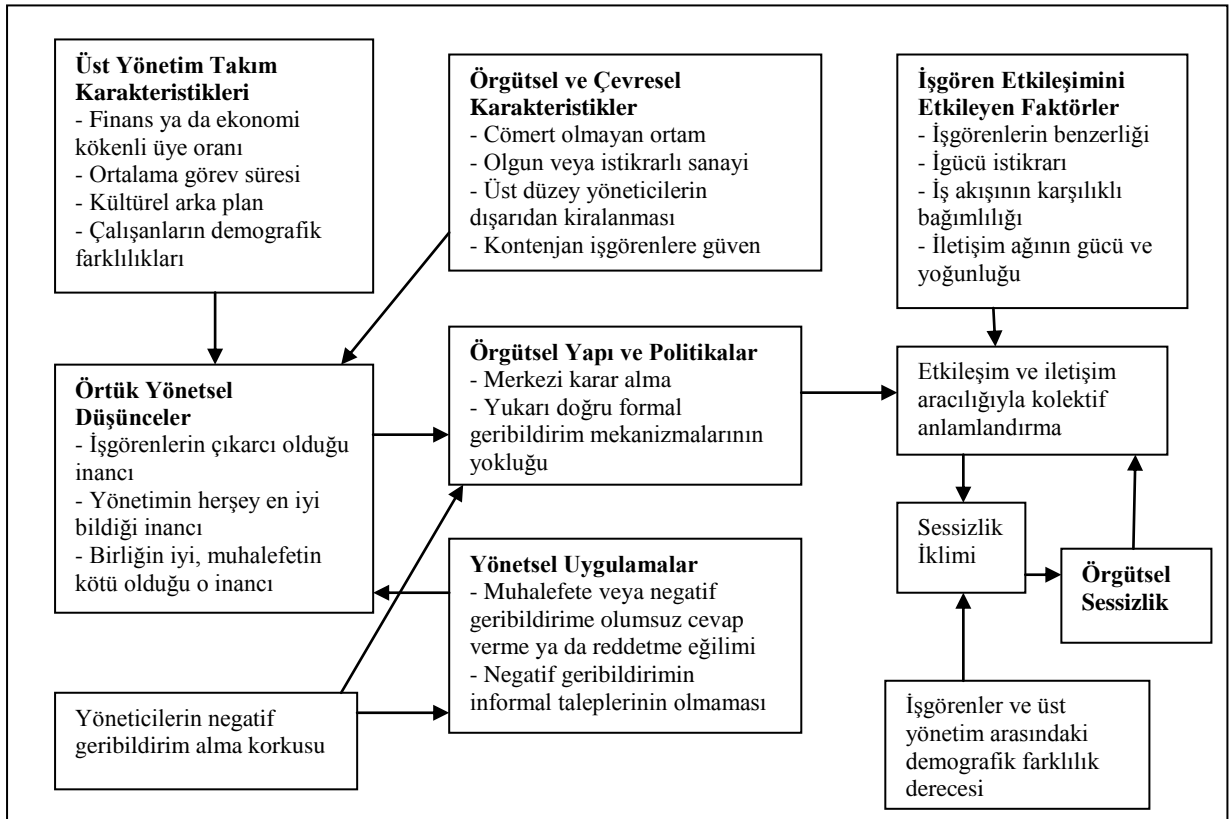 Üst Yönetim Takım
Karakteristikleri
- Finans ya da ekonomi
kökenli üye oranı
- Ortalama görev süresi
- Kültürel arka plan
- Çalışanların demografik
farklılıkları
Örgütsel ve Çevresel
Karakteristikler
- Cömert olmayan ortam
- Olgun veya istikrarlı sanayi
- Üst düzey yöneticilerin
dışarıdan kiralanması
- Kontenjan işgörenlere güven
İşgören Etkileşimini
Etkileyen Faktörler
- İşgörenlerin benzerliği
- İgücü istikrarı
- İş akışının karşılıklı
bağımlılığı
- İletişim ağının gücü ve
yoğunluğu
Örtük Yönetsel
Düşünceler
- İşgörenlerin çıkarcı olduğu
inancı
- Yönetimin herşey en iyi
bildiği inancı
- Birliğin iyi, muhalefetin
kötü olduğu o inancı
Örgütsel Yapı ve Politikalar
- Merkezi karar alma
- Yukarı doğru formal
geribildirim mekanizmalarının
yokluğu
Etkileşim ve iletişim
aracılığıyla kolektif
anlamlandırma
Yönetsel Uygulamalar
- Muhalefete veya negatif
geribildirime olumsuz cevap
verme ya da reddetme eğilimi
- Negatif geribildirimin
informal taleplerinin olmaması
Sessizlik
İklimi
Örgütsel
Sessizlik
Yöneticilerin negatif
geribildirim alma korkusu
İşgörenler ve üst
yönetim arasındaki
demografik farklılık
derecesi